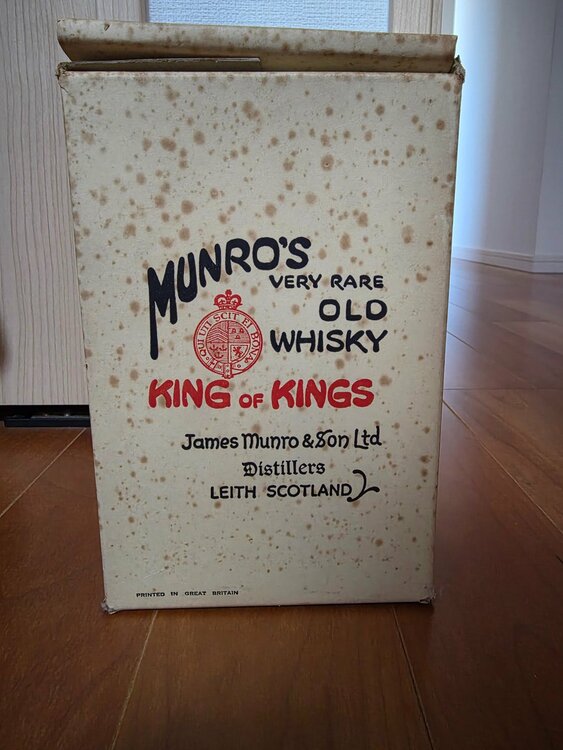 MUNRO'S
VERY RARE
OLD
WHISKY
KING OF KINGS
James Munro & Son Ltd
Distillers
LEITH SCOTLAND
PRINTED IN GREAT BRITAIN